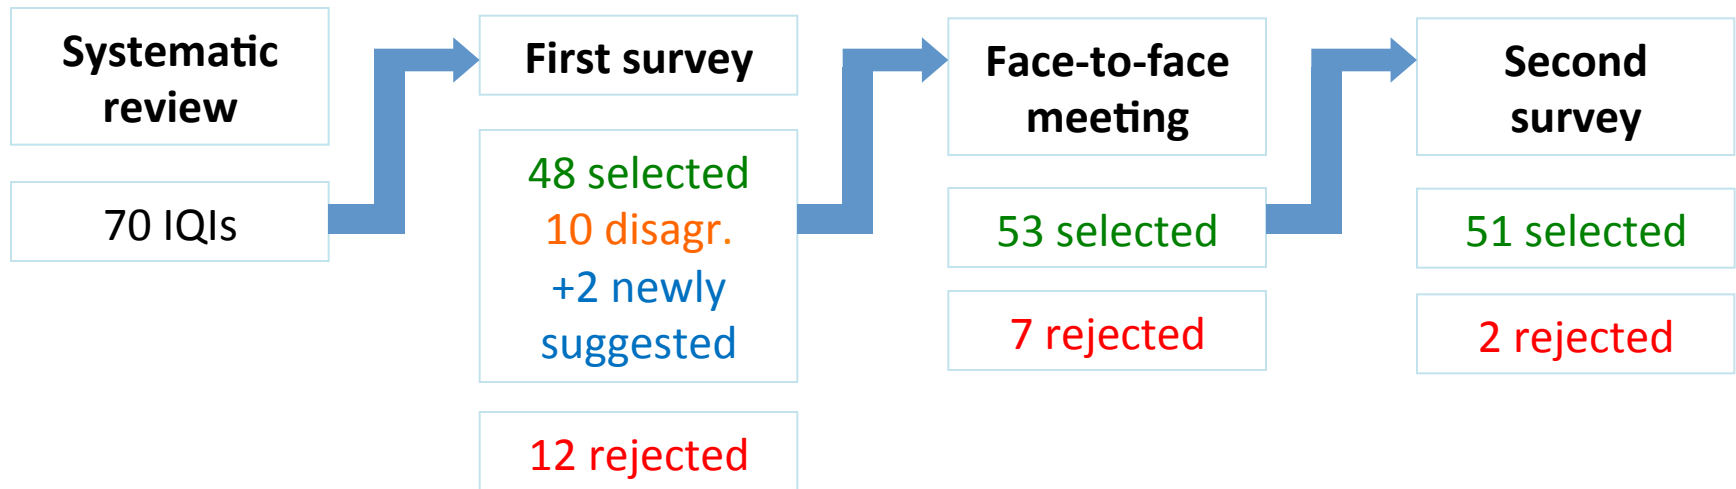 Systematic
review
70 IQIs
First survey
48 selected
10 disagr.
+2 newly
suggested
12 rejected
Face-to-face
meeting
53 selected
7 rejected
Second
survey
51 selected
2 rejected